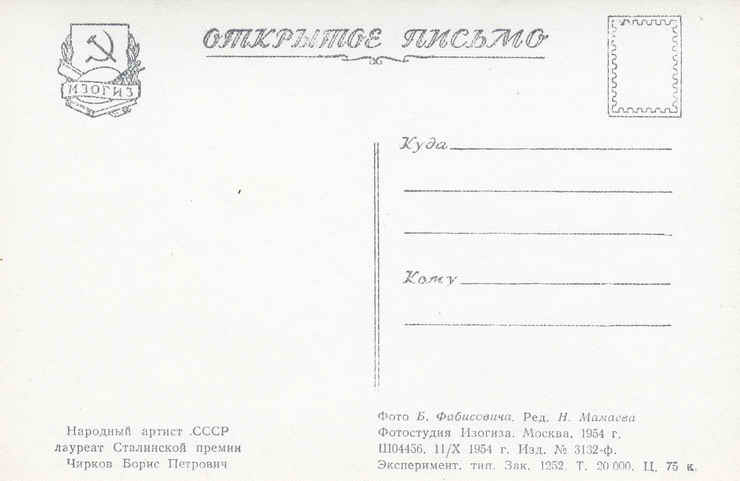 ИЗОГИЗ
ОТКРЫТОЕ ПИСЬМО
Куда
Кому
Народный артист СССР
лауреат Сталинской премии
Чирков Борис Петрович
Фото Б. Фабисовича. Ред. Н. Мамаева
Фотостудия Изогиза. Москва, 1954 г.
Ш04456. 11/X 1954 г. Изд. № 3132-ф.
Эксперимент. тип. Зак. 1252. Т. 20 000. Ц. 75 к.